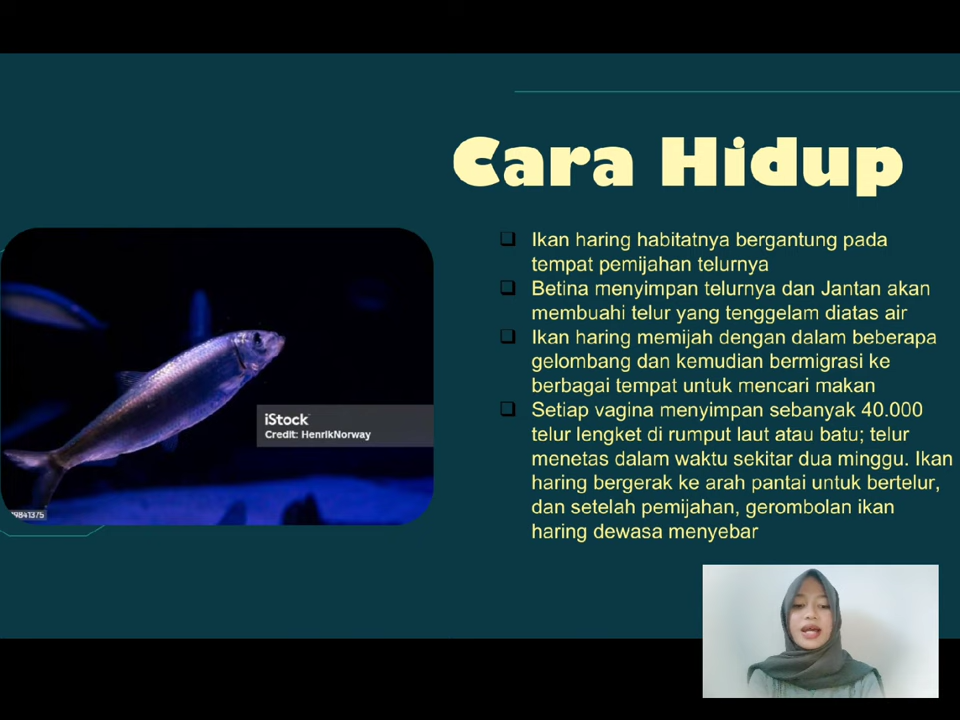 Cara Hidup
Ikan haring habitatnya bergantung pada
tempat pemijahan telurnya
Betina menyimpan telurnya dan Jantan akan
membuahi telur yang tenggelam diatas air
Ikan haring memijah dengan dalam beberapa
gelombang dan kemudian bermigrasi ke
berbagai tempat untuk mencari makan
Setiap vagina menyimpan sebanyak 40.000
telur lengket di rumput laut atau batu; telur
menetas dalam waktu sekitar dua minggu. Ikan
haring bergerak ke arah pantai untuk bertelur,
dan setelah pemijahan, gerombolan ikan
haring dewasa menyebar
iStock
Credit: HenrikNorway